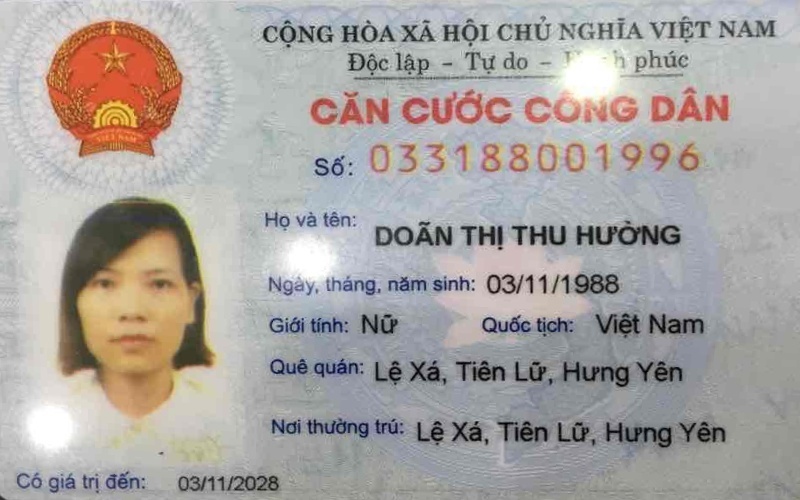 CỘNG HÒA XÃ HỘI CHỦ NGHĨA VIỆT NAM
Độc lập - Tự do - Hạnh phúc
CĂN CƯỚC CÔNG DÂN
Số: 033188001996
Họ và tên: DOÃN THỊ THU HƯỜNG
Ngày, tháng, năm sinh: 03/11/1988
Giới tính: Nữ Quốc tịch: Việt Nam
Quê quán: Lệ Xá, Tiên Lữ, Hưng Yên
Nơi thường trú: Lệ Xá, Tiên Lữ, Hưng Yên
Có giá trị đến: 03/11/2028